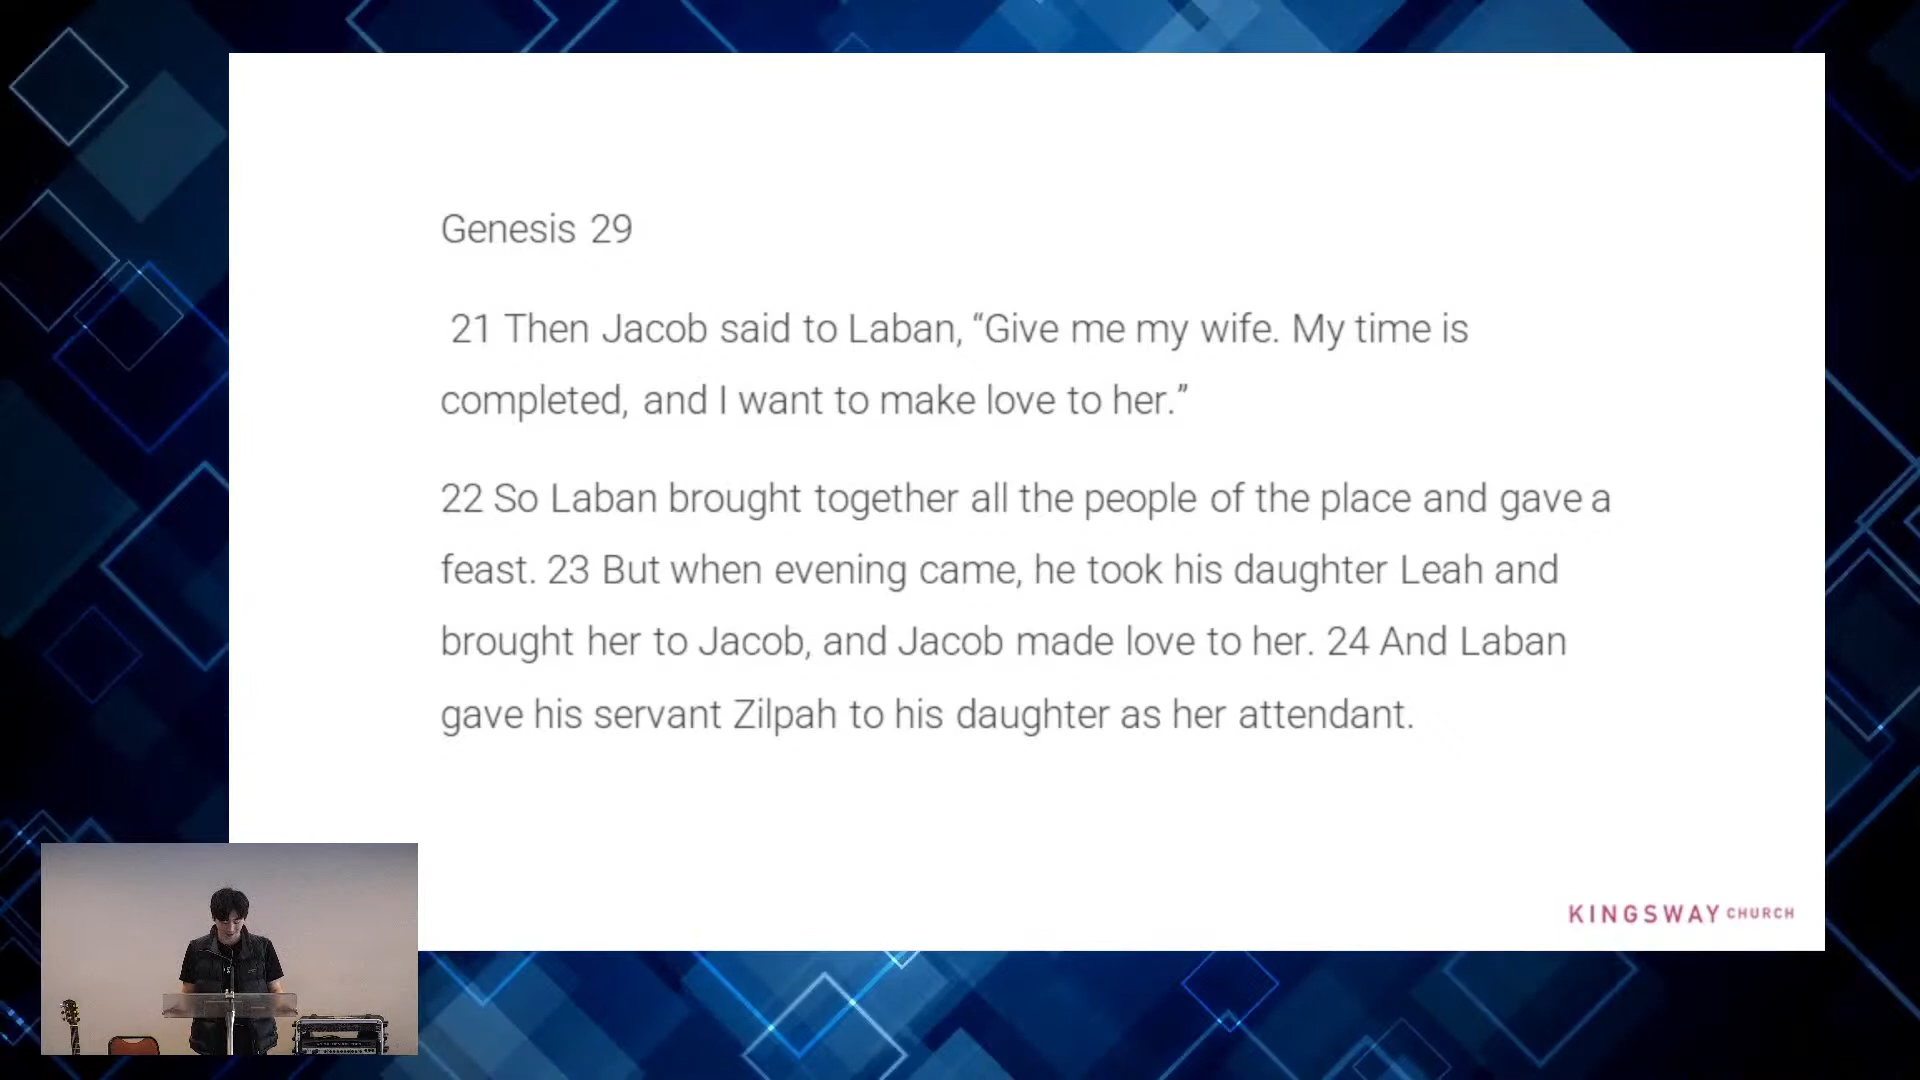 Genesis 29
21 Then Jacob said to Laban, “Give me my wife. My time is
completed, and I want to make love to her.”
22 So Laban brought together all the people of the place and gave a
feast. 23 But when evening came, he took his daughter Leah and
brought her to Jacob, and Jacob made love to her. 24 And Laban
gave his servant Zilpah to his daughter as her attendant.
KINGSWAY CHURCH